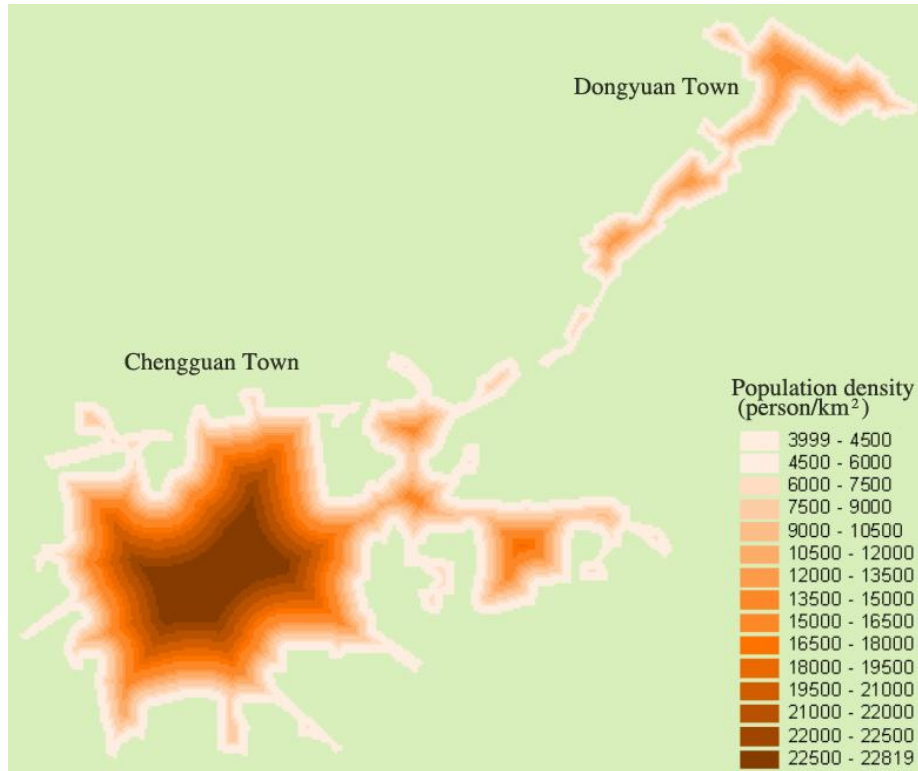 Dongyuan Town
Chengguan Town
Population density
(person/km²)
3999 - 4500
4500 - 6000
6000 - 7500
7500 - 9000
9000 - 10500
10500 - 12000
12000 - 13500
13500 - 15000
15000 - 16500
16500 - 18000
18000 - 19500
19500 - 21000
21000 - 22000
22000 - 22500
22500 - 22819